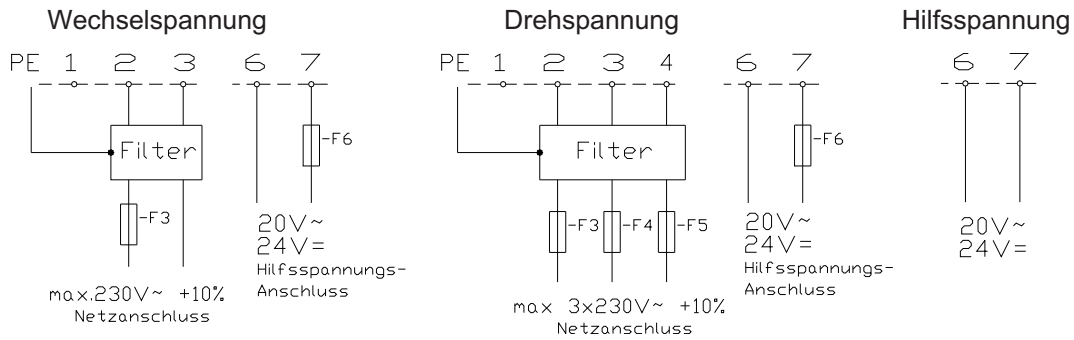 Wechselspannung
PE 1 2 3 6 7
Filter
-F6
-F3
20V~
24V=
Hilfsspannungs-
Anschluss
max.230V~ +10%
Netzanschluss
Drehspannung
PE 1 2 3 4 6 7
Filter
-F6
-F3 -F4 -F5
20V~
24V=
Hilfsspannungs-
Anschluss
max 3x230V~ +10%
Netzanschluss
Hilfsspannung
6 7
20V~
24V=